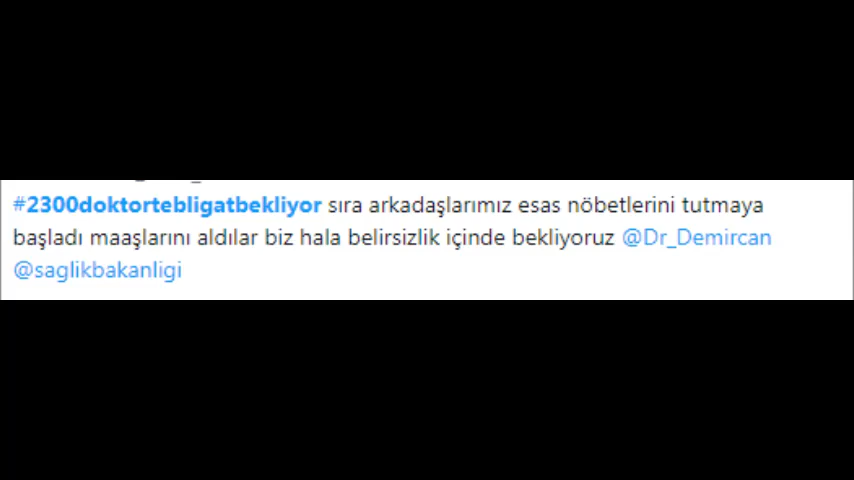 #2300doktortebligatbekliyor sıra arkadaşlarımız esas nöbetlerini tutmaya
başladı maaşlarını aldılar biz hala belirsizlik içinde bekliyoruz @Dr_Demircan
@saglikbakanligi